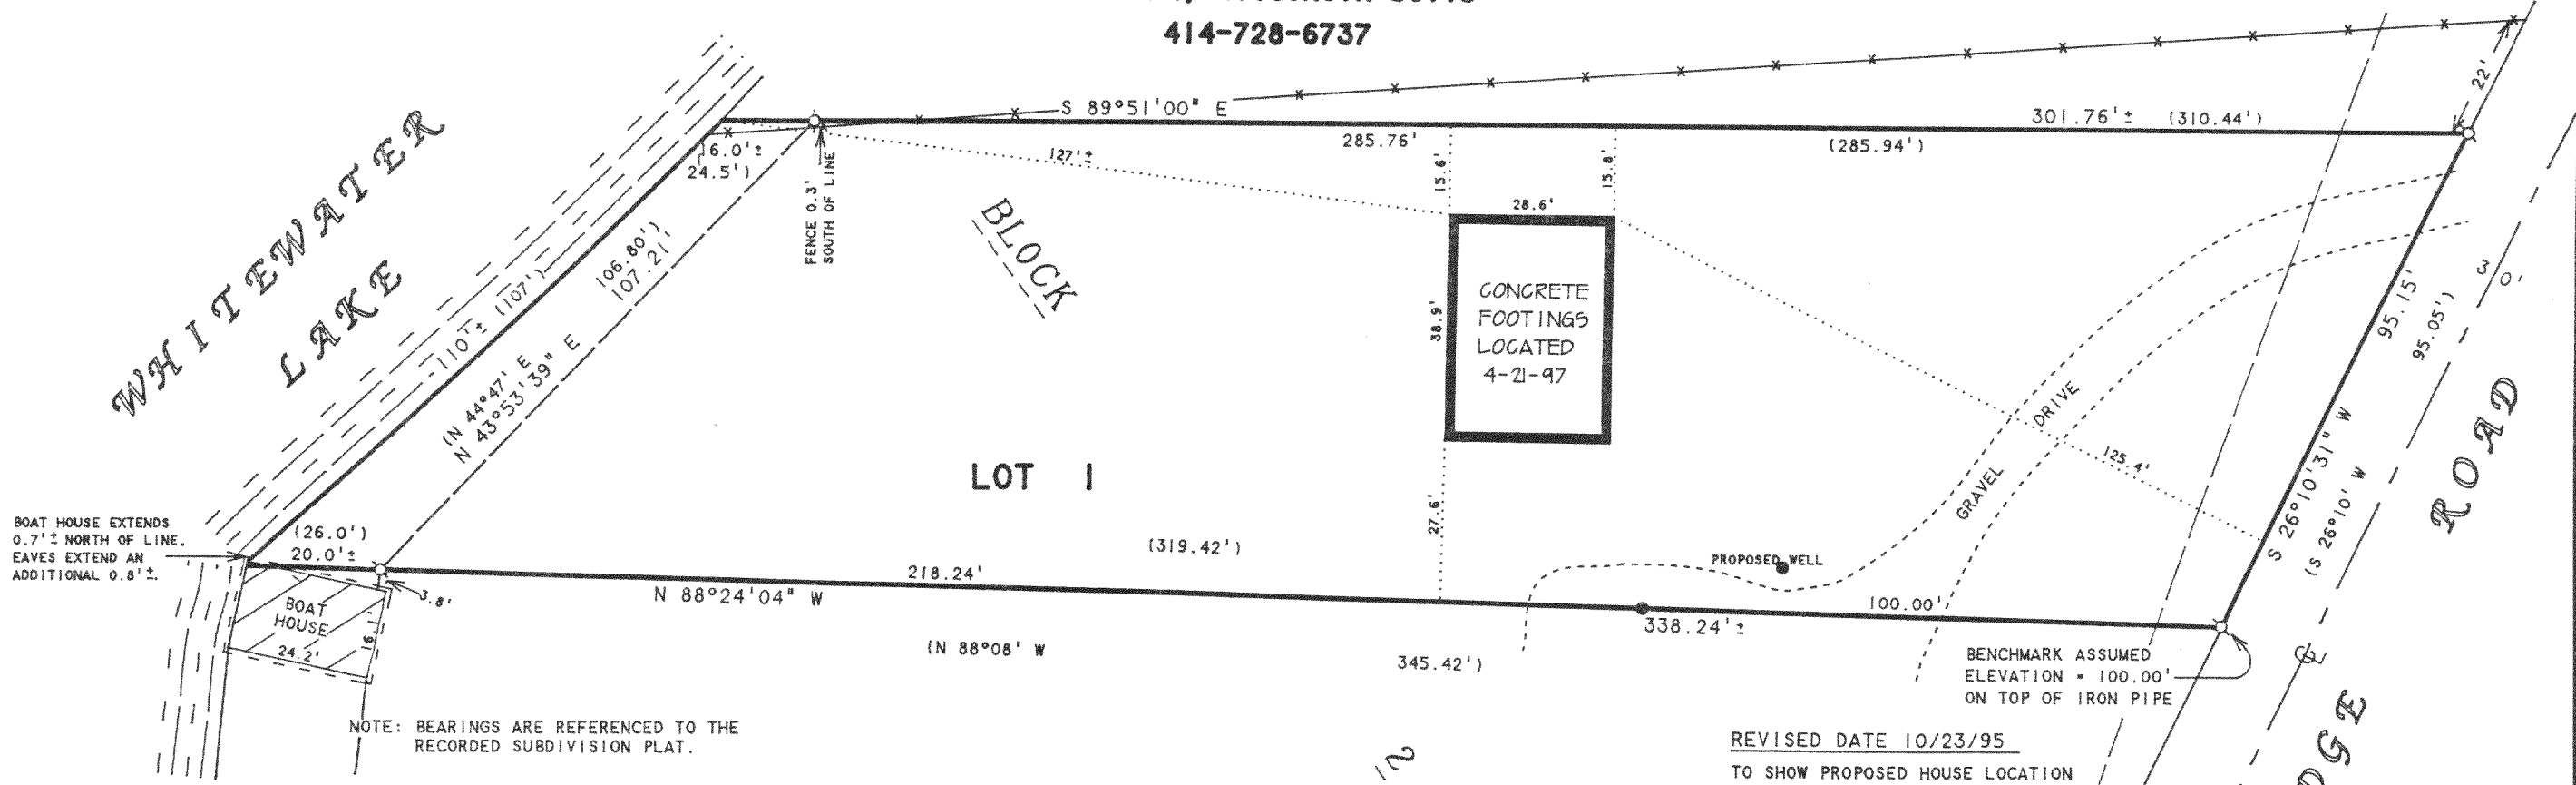 414-728-6737
S 89°51'00" E
301.76'± (310.44')
22'
285.76'
(285.94')
16.0'±
24.5')
127'±
15.6'
15.8'
FENCE 0.3'
SOUTH OF LINE
BLOCK
28.6'
38.9'
CONCRETE
FOOTINGS
LOCATED
4-21-97
WHITEWATER
LAKE
110'± (107')
106.80')
107.21'
(N 44°47' E
N 43°53'39" E
30'
95.15'
95.05')
S 26°10'31" W
(S 26°10' W
ROAD
DRIVE
GRAVEL
125.4'
LOT 1
27.6'
BOAT HOUSE EXTENDS
0.7'± NORTH OF LINE.
EAVES EXTEND AN
ADDITIONAL 0.8'±.
(26.0')
20.0'±
(319.42')
218.24'
PROPOSED WELL
N 88°24'04" W
100.00'
338.24'±
3.8'
BOAT
HOUSE
16.1'
24.2'
(N 88°08' W
345.42')
BENCHMARK ASSUMED
ELEVATION = 100.00'
ON TOP OF IRON PIPE
NOTE: BEARINGS ARE REFERENCED TO THE
RECORDED SUBDIVISION PLAT.
12
REVISED DATE 10/23/95
TO SHOW PROPOSED HOUSE LOCATION
DGE